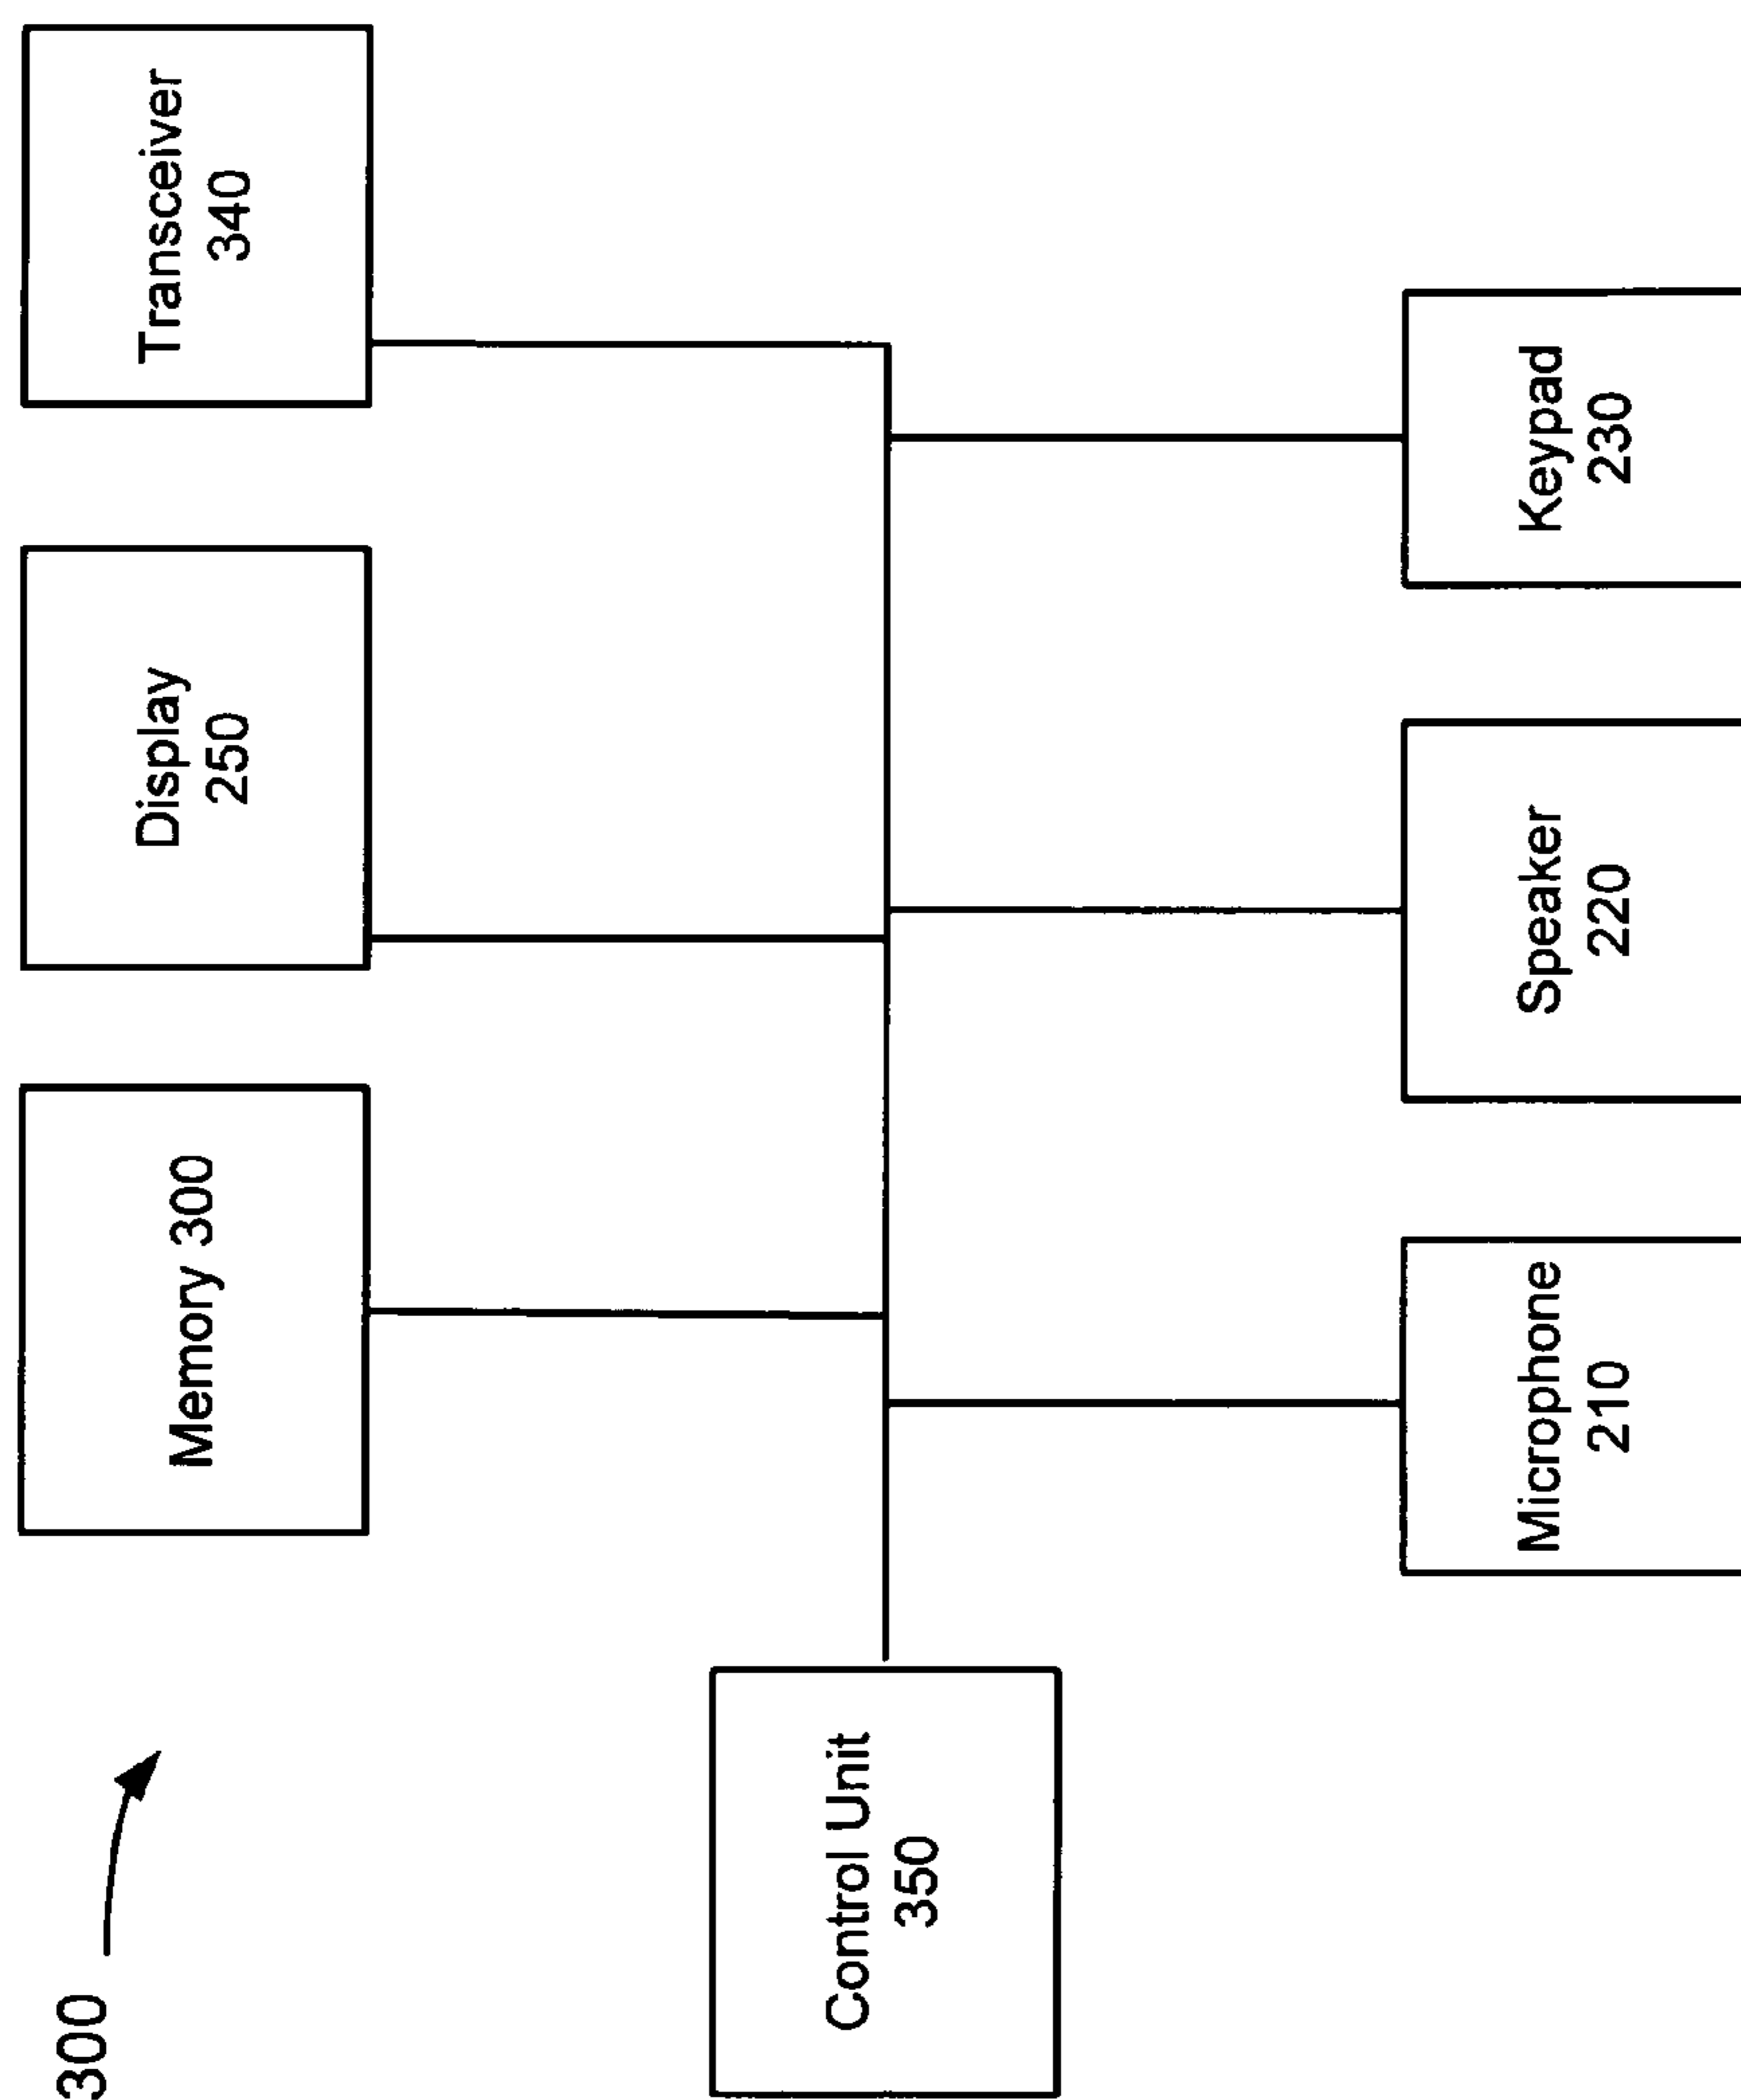 300
Memory 300
Display
250
Transceiver
340
Control Unit
350
Microphone
210
Speaker
220
Keypad
230